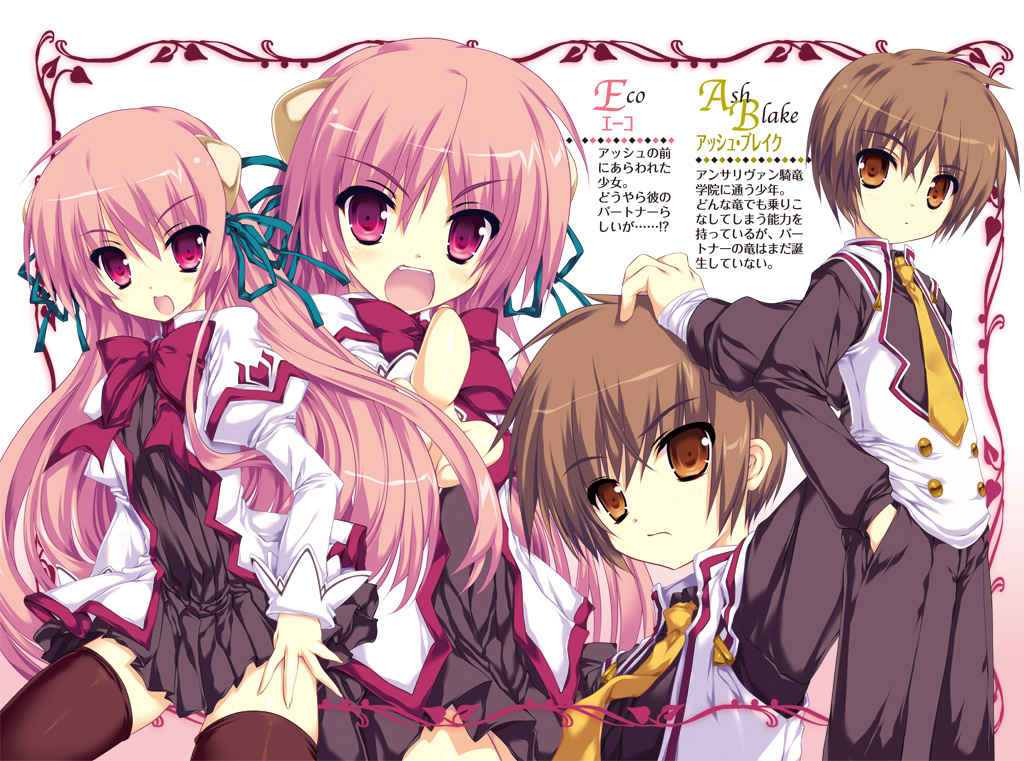 Eco
エーコ
アッシュの前
にあらわれた
少女。
どうやら彼の
パートナーら
しいが……!?
Ash
Blake
アッシュ・ブレイク
アンサリヴァン騎竜
学院に通う少年。
どんな竜でも乗りこ
なしてしまう能力を
持っているが、パー
トナーの竜はまだ誕
生していない。